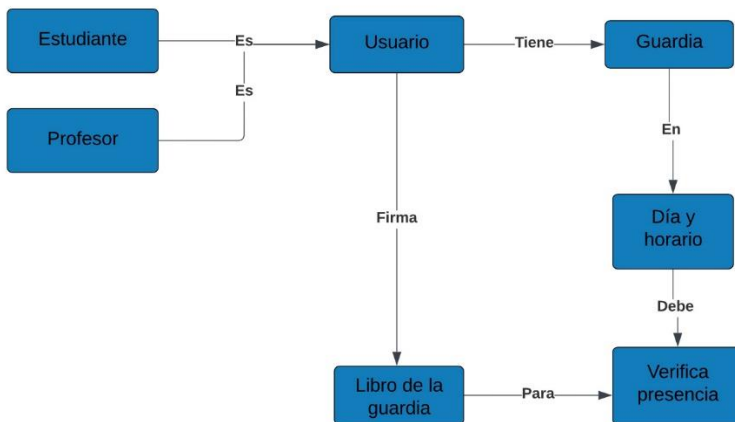 Estudiante
Es
Usuario
Tiene
Guardia
Es
Profesor
En
Firma
Día y
horario
Debe
Libro de la
guardia
Para
Verifica
presencia